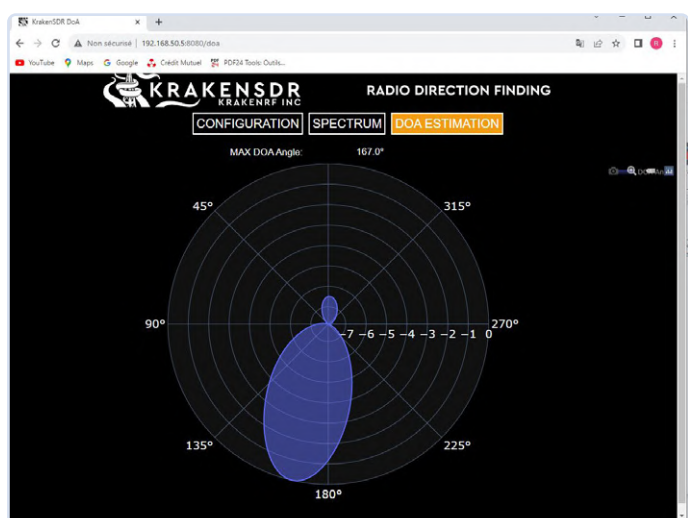 KrakenSDR DoA
Non sécurisé | 192.168.50.5:8080/doa
YouTube Maps Google Crédit Mutuel PDF24 Tools: Outils...
KRAKENSDR
KRAKENRF INC
RADIO DIRECTION FINDING
CONFIGURATION SPECTRUM DOA ESTIMATION
MAX DOA Angle: 167.0°
45° 315°
90° −7 −6 −5 −4 −3 −2 −1 0 270°
135° 225°
180°